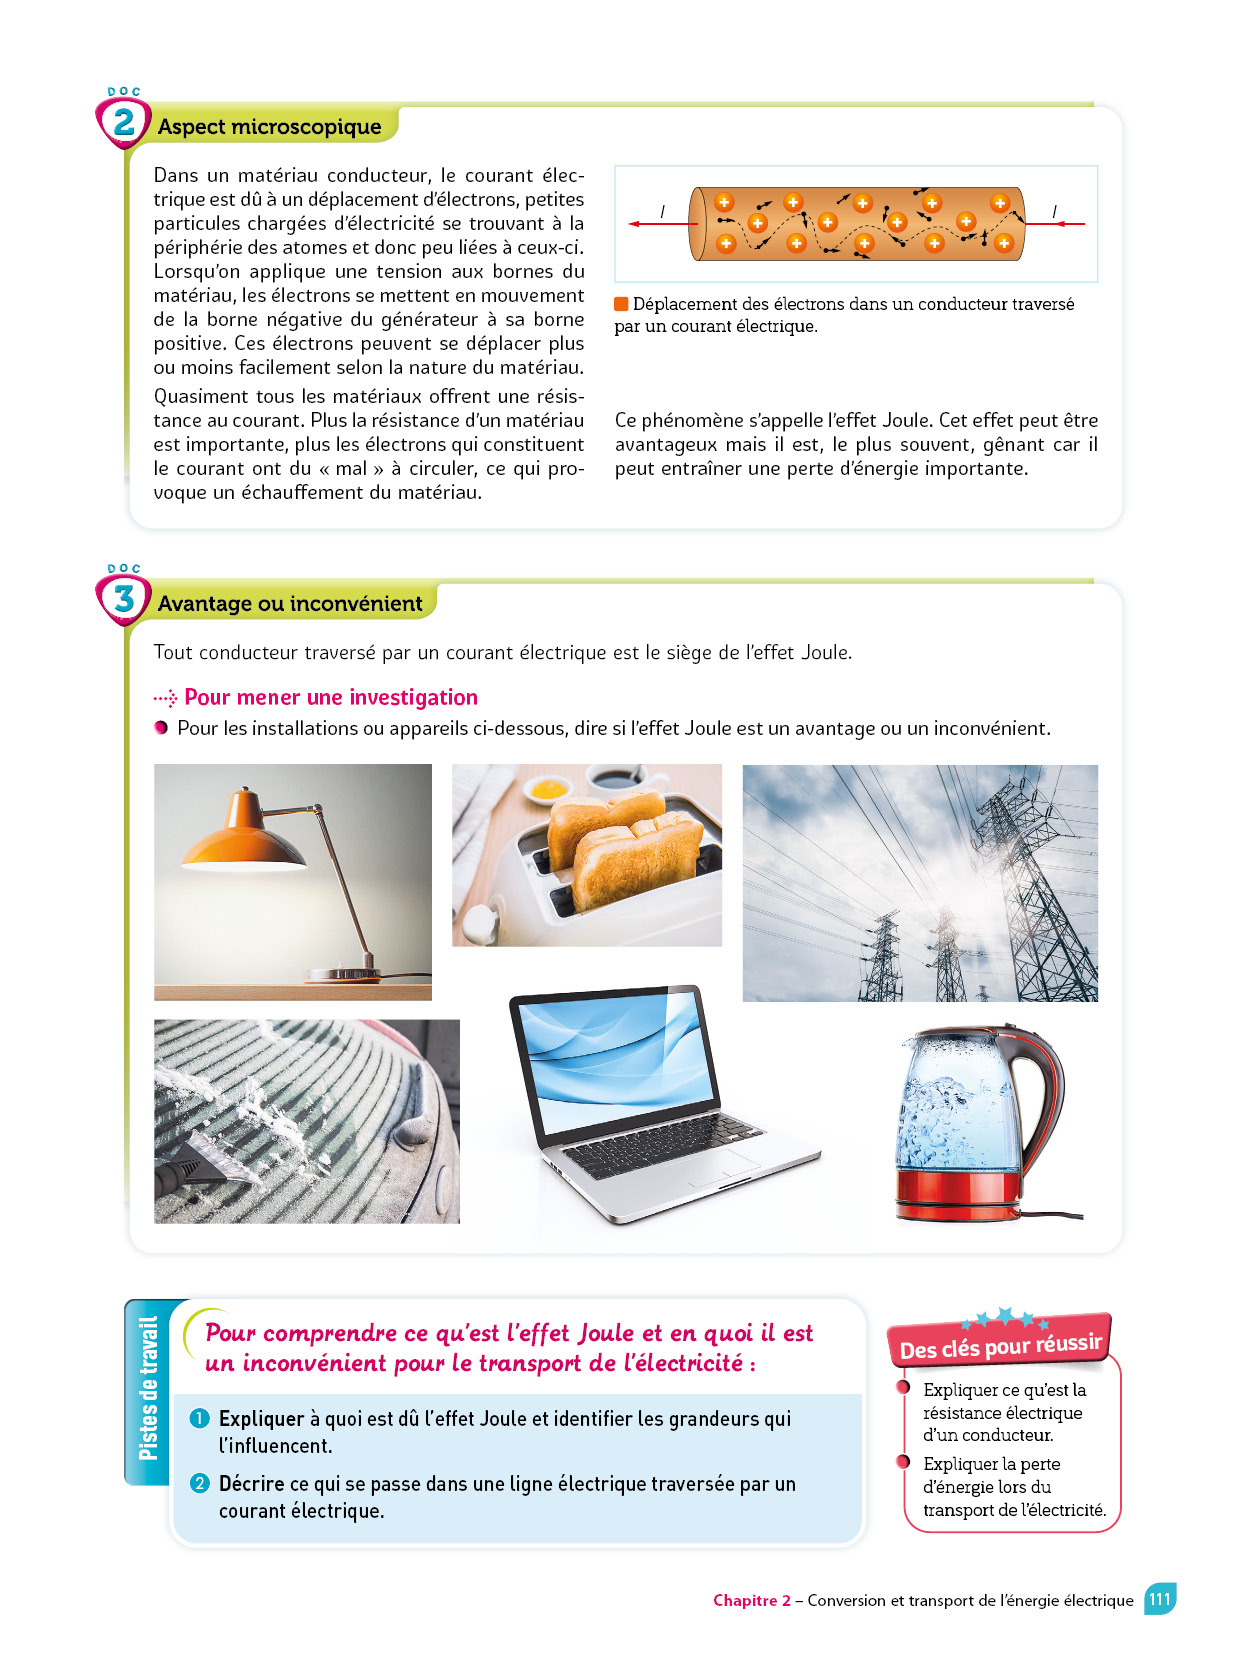 DOC
2
Aspect microscopique
Dans un matériau conducteur, le courant élec-
trique est dû à un déplacement d'électrons, petites
particules chargées d'électricité se trouvant à la
périphérie des atomes et donc peu liées à ceux-ci.
Lorsqu'on applique une tension aux bornes du
matériau, les électrons se mettent en mouvement
de la borne négative du générateur à sa borne
positive. Ces électrons peuvent se déplacer plus
ou moins facilement selon la nature du matériau.
Quasiment tous les matériaux offrent une résis-
tance au courant. Plus la résistance d'un matériau
est importante, plus les électrons qui constituent
le courant ont du « mal » à circuler, ce qui pro-
voque un échauffement du matériau.
I
I
Déplacement des électrons dans un conducteur traversé
par un courant électrique.
Ce phénomène s'appelle l'effet Joule. Cet effet peut être
avantageux mais il est, le plus souvent, gênant car il
peut entraîner une perte d'énergie importante.
DOC
3
Avantage ou inconvénient
Tout conducteur traversé par un courant électrique est le siège de l'effet Joule.
Pour mener une investigation
Pour les installations ou appareils ci-dessous, dire si l'effet Joule est un avantage ou un inconvénient.
Pistes de travail
Pour comprendre ce qu'est l'effet Joule et en quoi il est
un inconvénient pour le transport de l'électricité :
1 Expliquer à quoi est dû l'effet Joule et identifier les grandeurs qui
l'influencent.
2 Décrire ce qui se passe dans une ligne électrique traversée par un
courant électrique.
Des clés pour réussir
Expliquer ce qu'est la
résistance électrique
d'un conducteur.
Expliquer la perte
d'énergie lors du
transport de l'électricité.
Chapitre 2 – Conversion et transport de l'énergie électrique 111